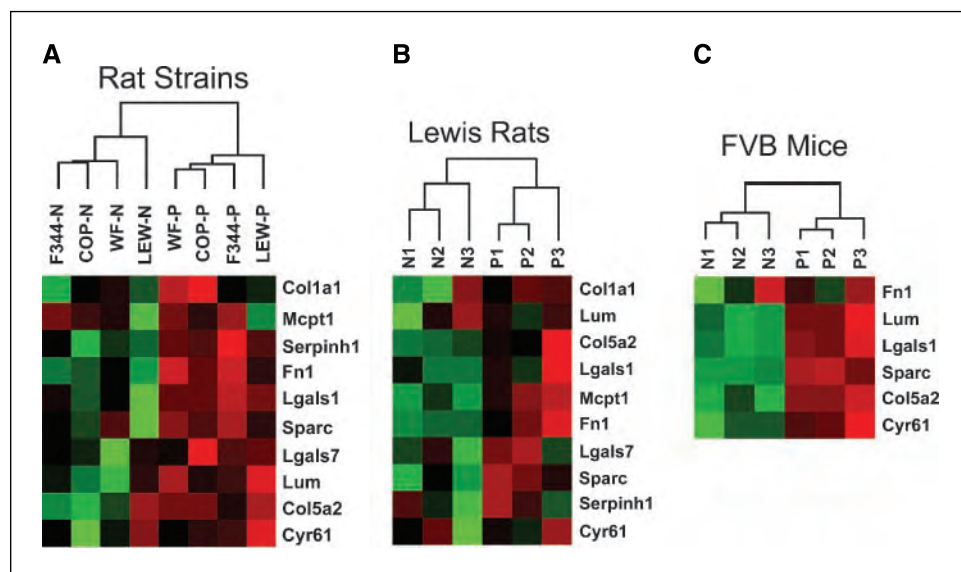 A
B
C
Rat Strains
Lewis Rats
FVB Mice
F344-N
COP-N
WF-N
LEW-N
WF-P
COP-P
F344-P
LEW-P
N1
N2
N3
P1
P2
P3
N1
N2
N3
P1
P2
P3
Col1a1
Mcpt1
Serpinh1
Fn1
Lgals1
Sparc
Lgals7
Lum
Col5a2
Cyr61
Col1a1
Lum
Col5a2
Lgals1
Mcpt1
Fn1
Lgals7
Sparc
Serpinh1
Cyr61
Fn1
Lum
Lgals1
Sparc
Col5a2
Cyr61